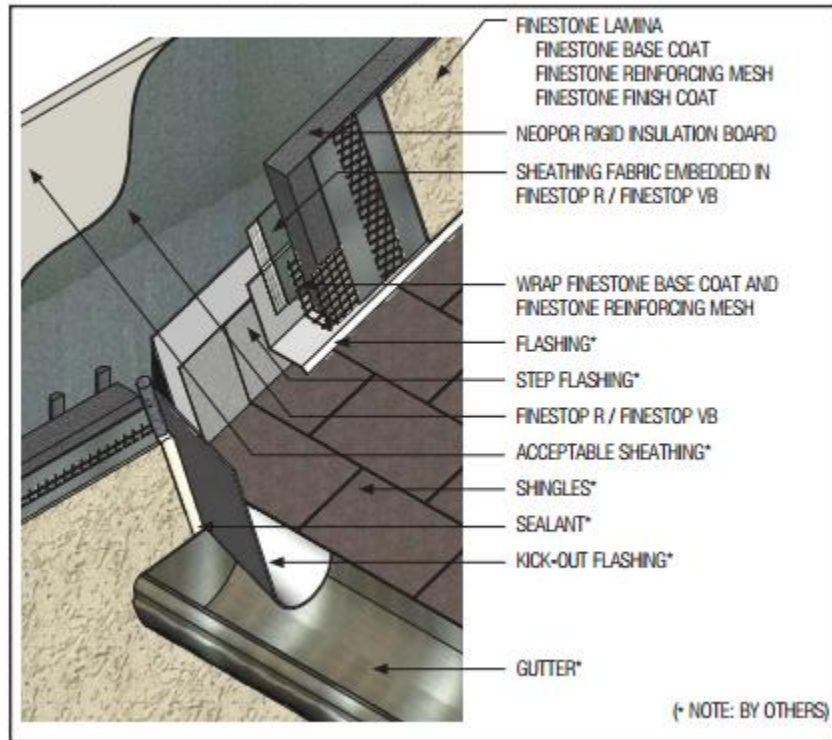 FINESTONE LAMINA
FINESTONE BASE COAT
FINESTONE REINFORCING MESH
FINESTONE FINISH COAT
NEOPOR RIGID INSULATION BOARD
SHEATHING FABRIC EMBEDDED IN
FINESTOP R / FINESTOP VB
WRAP FINESTONE BASE COAT AND
FINESTONE REINFORCING MESH
FLASHING*
STEP FLASHING*
FINESTOP R / FINESTOP VB
ACCEPTABLE SHEATHING*
SHINGLES*
SEALANT*
KICK-OUT FLASHING*
GUTTER*
(* NOTE: BY OTHERS)